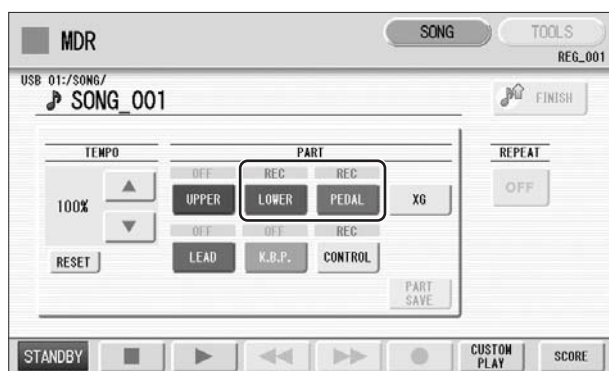 MDR
SONG
TOOLS
REG_001
USB 01:/SONG/
SONG_001
FINISH
TEMPO
PART
REPEAT
OFF REC REC
UPPER LOWER PEDAL XG
OFF
100%
OFF OFF REC
LEAD K.B.P. CONTROL
RESET
PART
SAVE
STANDBY
CUSTOM
PLAY
SCORE